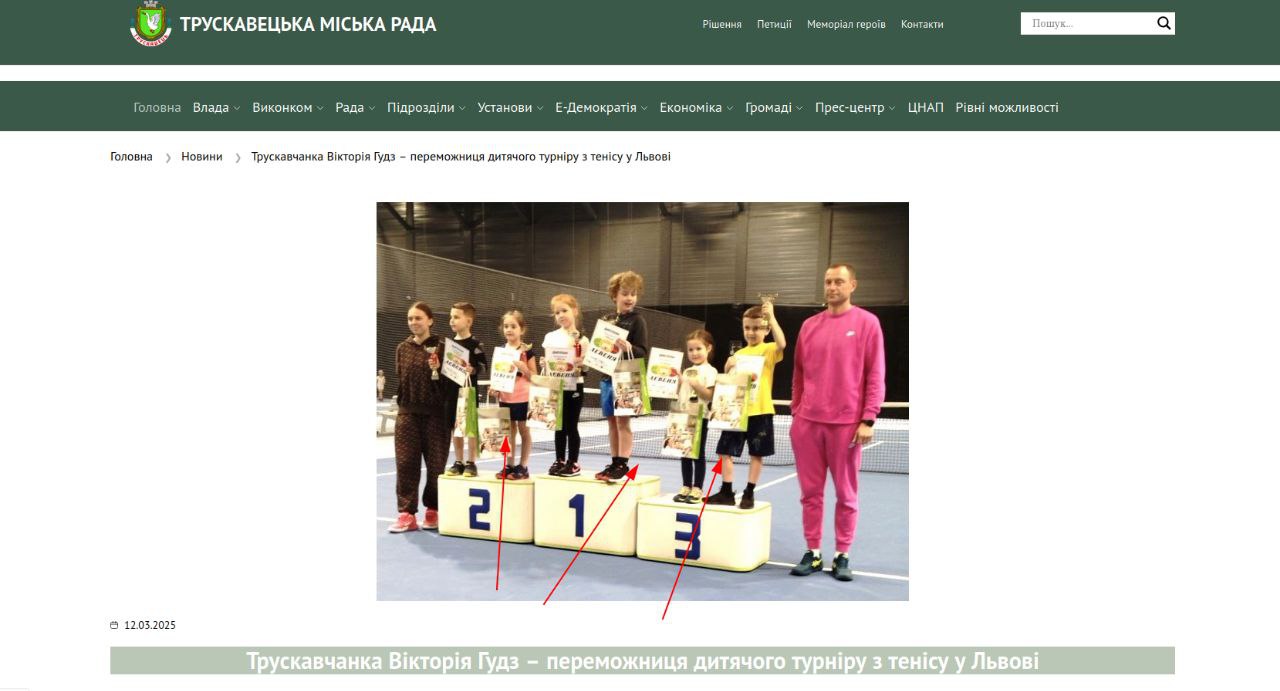 ТРУСКАВЕЦЬКА МІСЬКА РАДА
Рішення Петиції Меморіал героїв Контакти
Пошук...
Головна Влада Виконком Рада Підрозділи Установи Е-Демократія Економіка Громаді Прес-центр ЦНАП Рівні можливості
Головна Новини Трускавчанка Вікторія Гудз – переможниця дитячого турніру з тенісу у Львові
2
1
3
12.03.2025
Трускавчанка Вікторія Гудз – переможниця дитячого турніру з тенісу у Львові